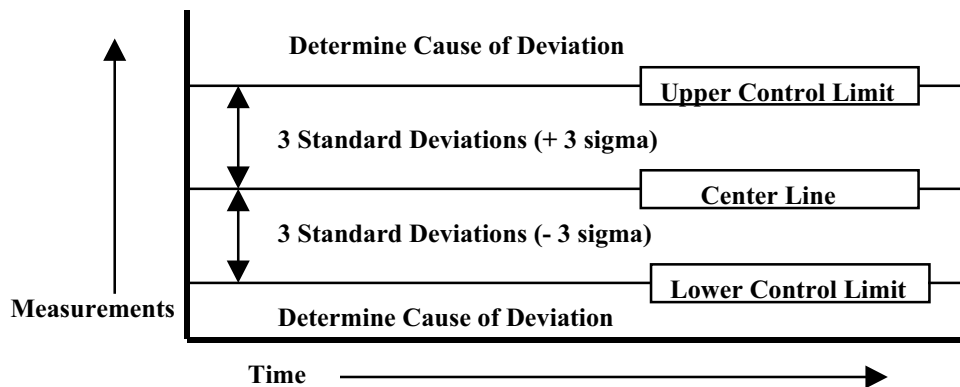 Determine Cause of Deviation
Upper Control Limit
3 Standard Deviations (+ 3 sigma)
Center Line
3 Standard Deviations (- 3 sigma)
Lower Control Limit
Measurements
Determine Cause of Deviation
Time